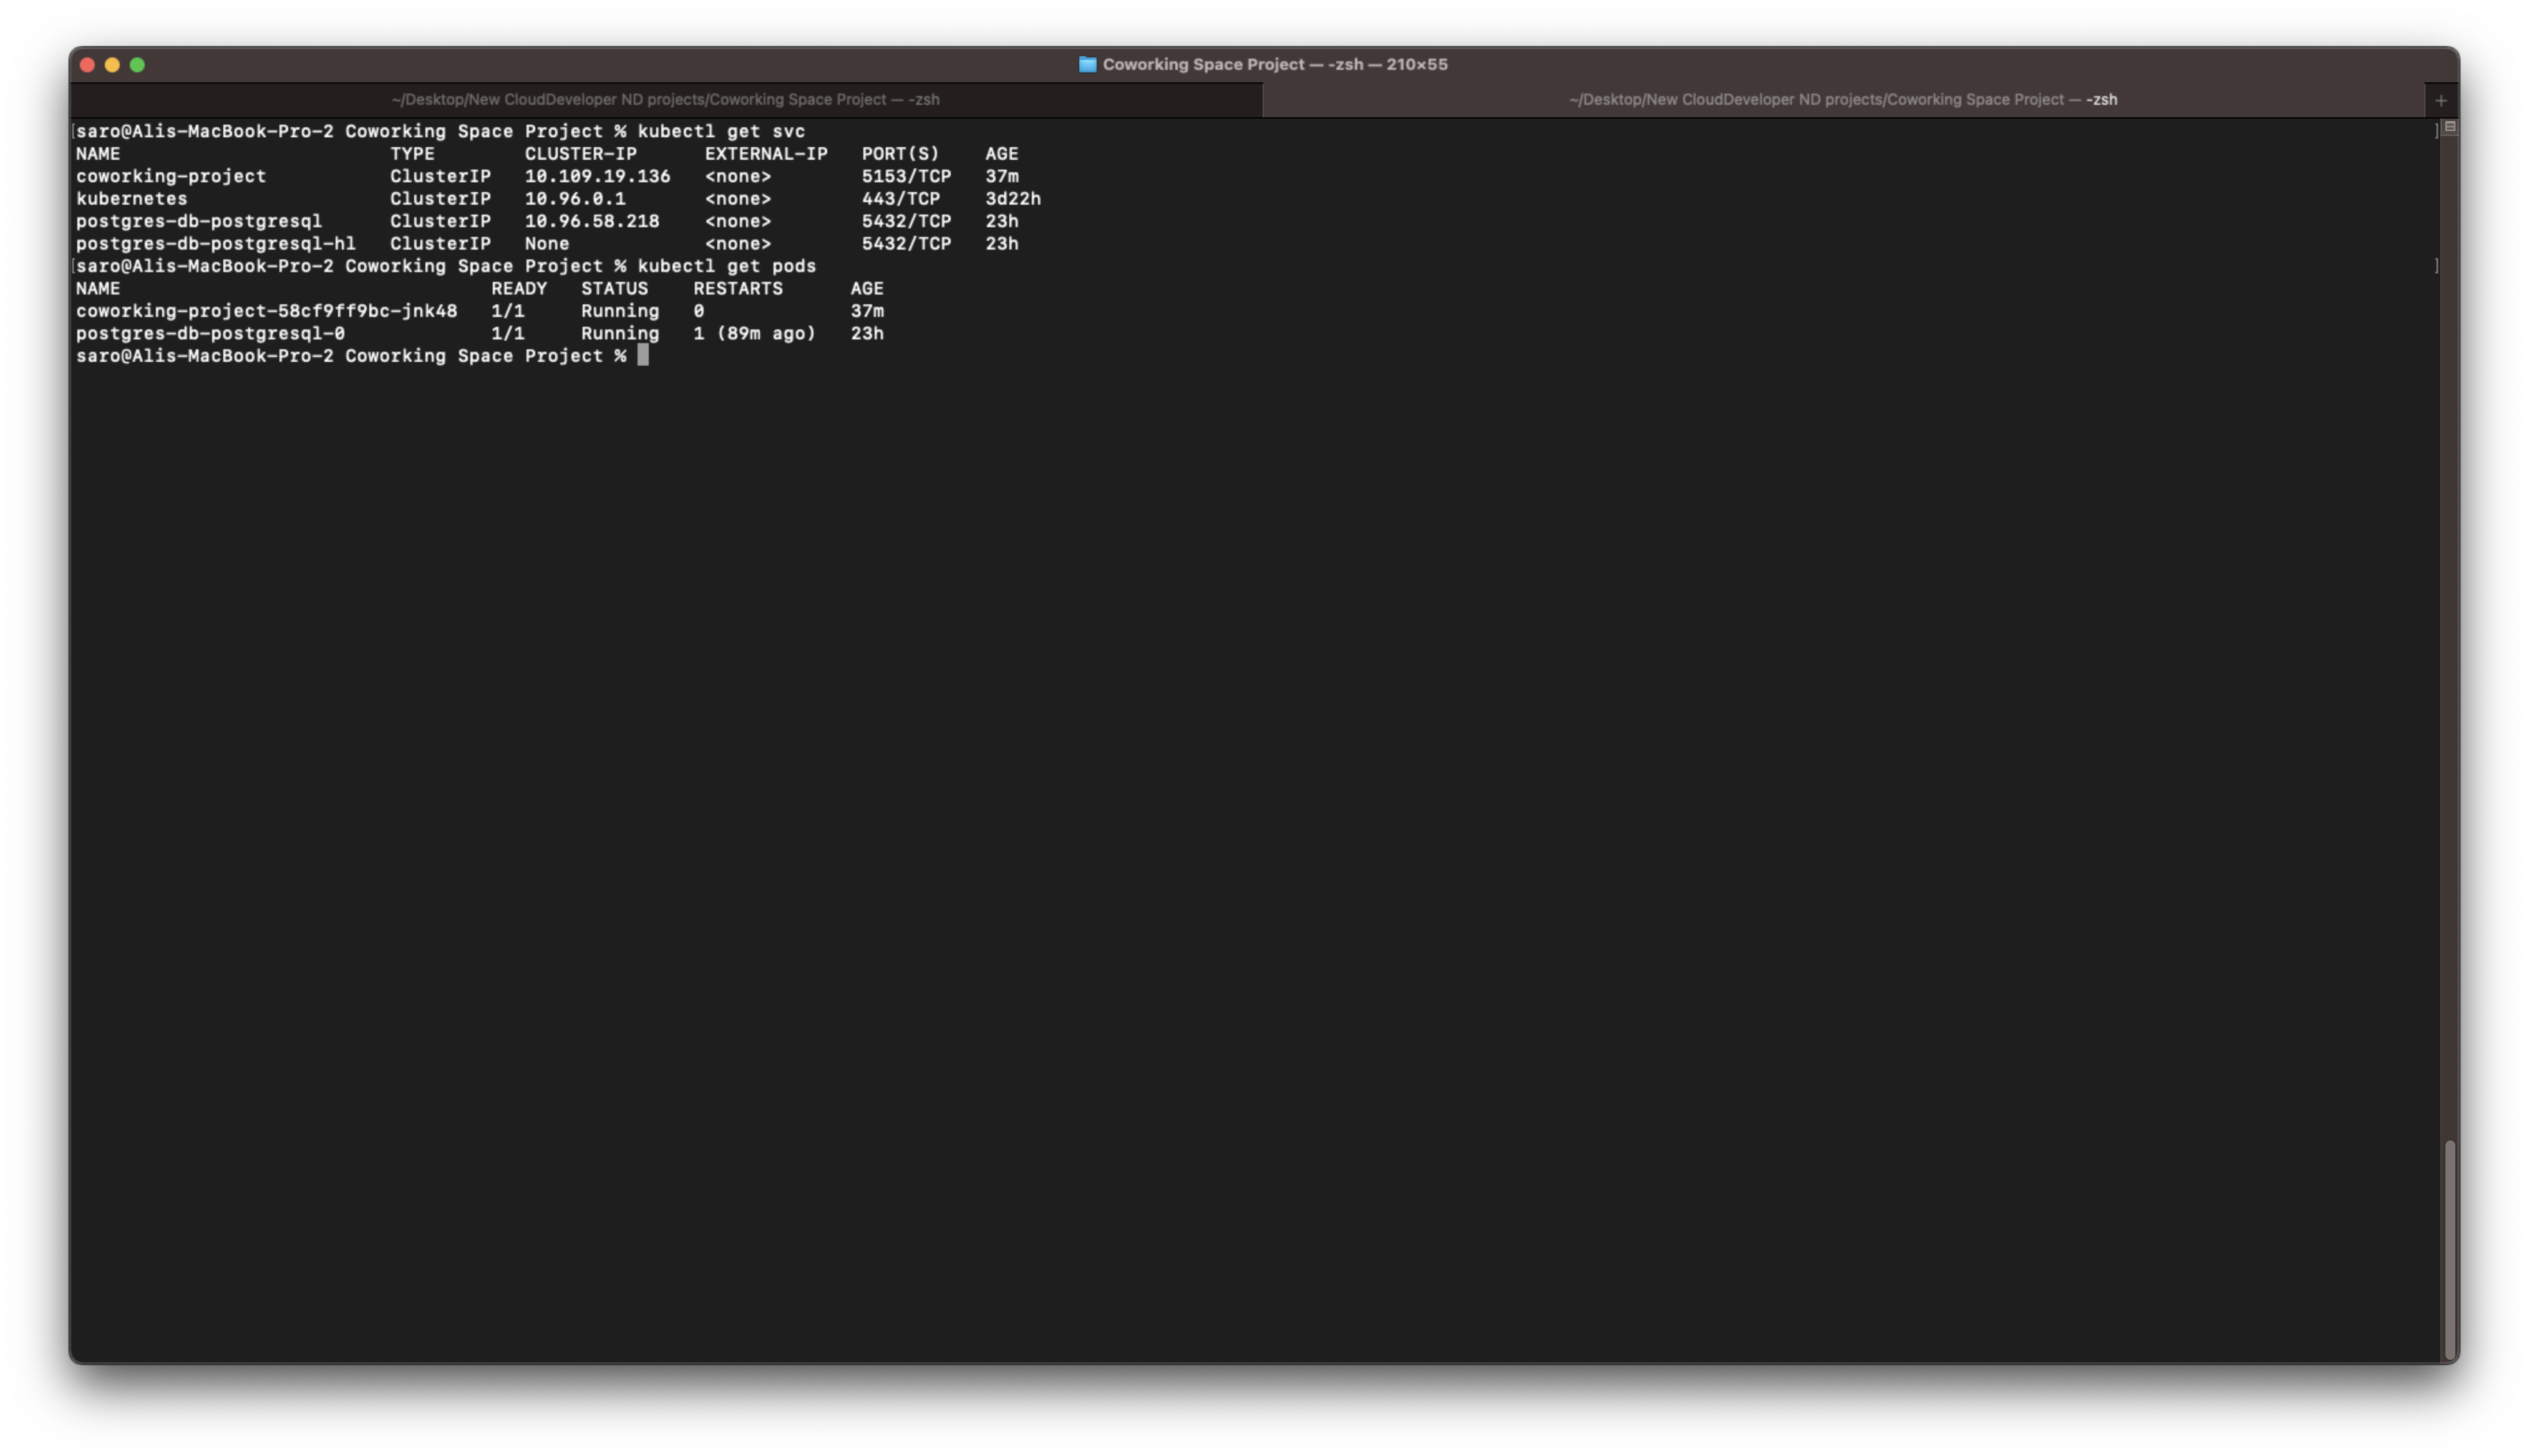 Coworking Space Project — -zsh — 210×55
~/Desktop/New CloudDeveloper ND projects/Coworking Space Project — -zsh
~/Desktop/New CloudDeveloper ND projects/Coworking Space Project — -zsh
+
[saro@Alis-MacBook-Pro-2 Coworking Space Project % kubectl get svc ]
NAME                         TYPE        CLUSTER-IP      EXTERNAL-IP   PORT(S)    AGE
coworking-project            ClusterIP   10.109.19.136   <none>        5153/TCP   37m
kubernetes                   ClusterIP   10.96.0.1       <none>        443/TCP    3d22h
postgres-db-postgresql       ClusterIP   10.96.58.218    <none>        5432/TCP   23h
postgres-db-postgresql-hl    ClusterIP   None            <none>        5432/TCP   23h
[saro@Alis-MacBook-Pro-2 Coworking Space Project % kubectl get pods ]
NAME                                 READY   STATUS    RESTARTS      AGE
coworking-project-58cf9ff9bc-jnk48   1/1     Running   0             37m
postgres-db-postgresql-0             1/1     Running   1 (89m ago)   23h
saro@Alis-MacBook-Pro-2 Coworking Space Project %